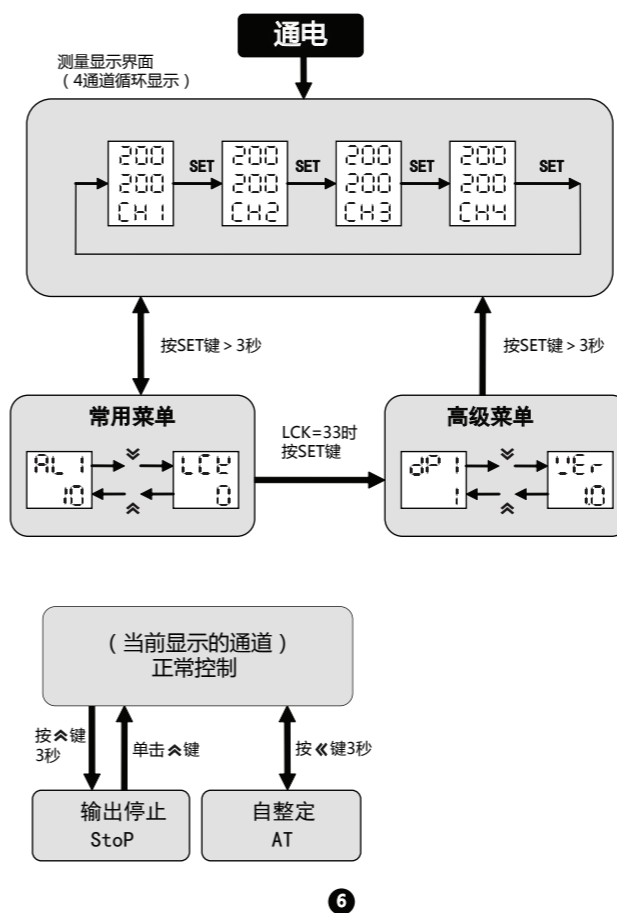 通电
测量显示界面
（4通道循环显示）
200 200 200 200
SET SET SET SET
200 200 200 200
CH1 CH2 CH3 CH4
按SET键 > 3秒
按SET键 > 3秒
常用菜单
AL1 LCK
10 0
LCK=33时
按SET键
高级菜单
dP1 VEr
1 1.0
（当前显示的通道）
正常控制
按︽键
3秒
单击︽键
按《键3秒
输出停止
StoP
自整定
AT
6